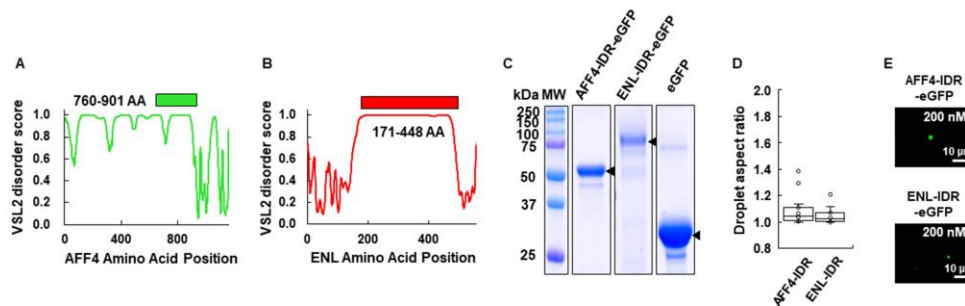 A
VSL2 disorder score
1.0
0.8
0.6
0.4
0.2
0.0
760-901 AA
0 400 800
AFF4 Amino Acid Position
B
VSL2 disorder score
1.0
0.8
0.6
0.4
0.2
0.0
171-448 AA
0 200 400
ENL Amino Acid Position
C
kDa MW
AFF4-IDR-eGFP
ENL-IDR-eGFP
eGFP
250
150
100
75
50
37
25
D
Droplet aspect ratio
1.6
1.4
1.2
1.0
0.8
AFF4-IDR
ENL-IDR
E
AFF4-IDR
-eGFP
200 nM
10 µ
ENL-IDR
-eGFP
200 nM
10 µ